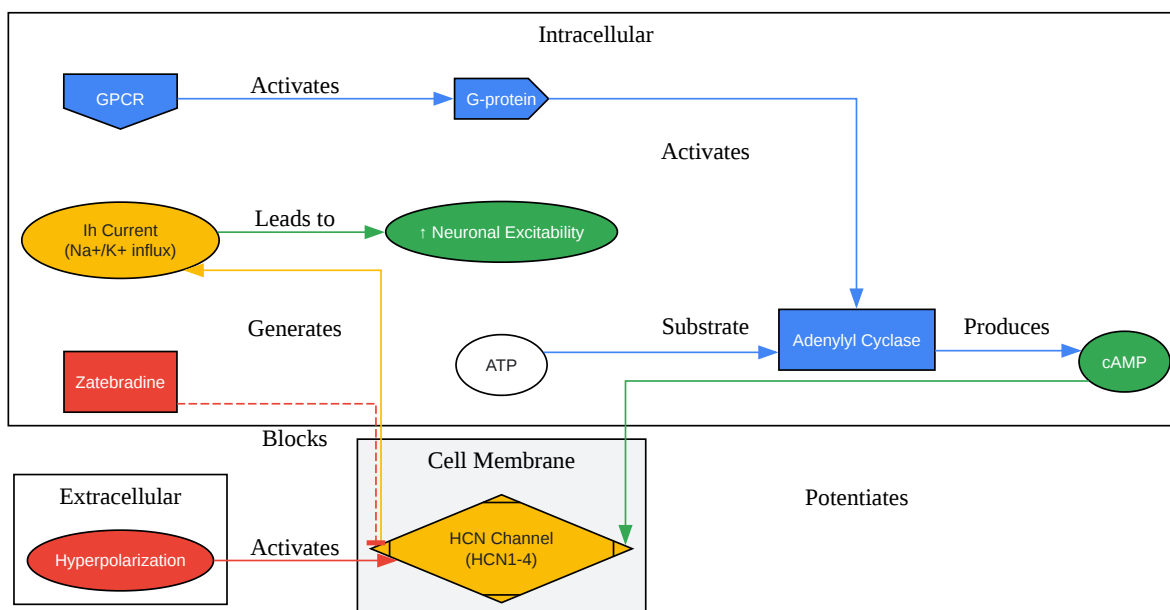 Intracellular
GPCR
Activates
G-protein
Activates
Ih Current
(Na+/K+ influx)
Leads to
↑ Neuronal Excitability
Generates
Substrate
Adenylyl Cyclase
Produces
ATP
cAMP
Zatebradine
Blocks
Cell Membrane
Extracellular
Potentiates
Hyperpolarization
Activates
HCN Channel
(HCN1-4)